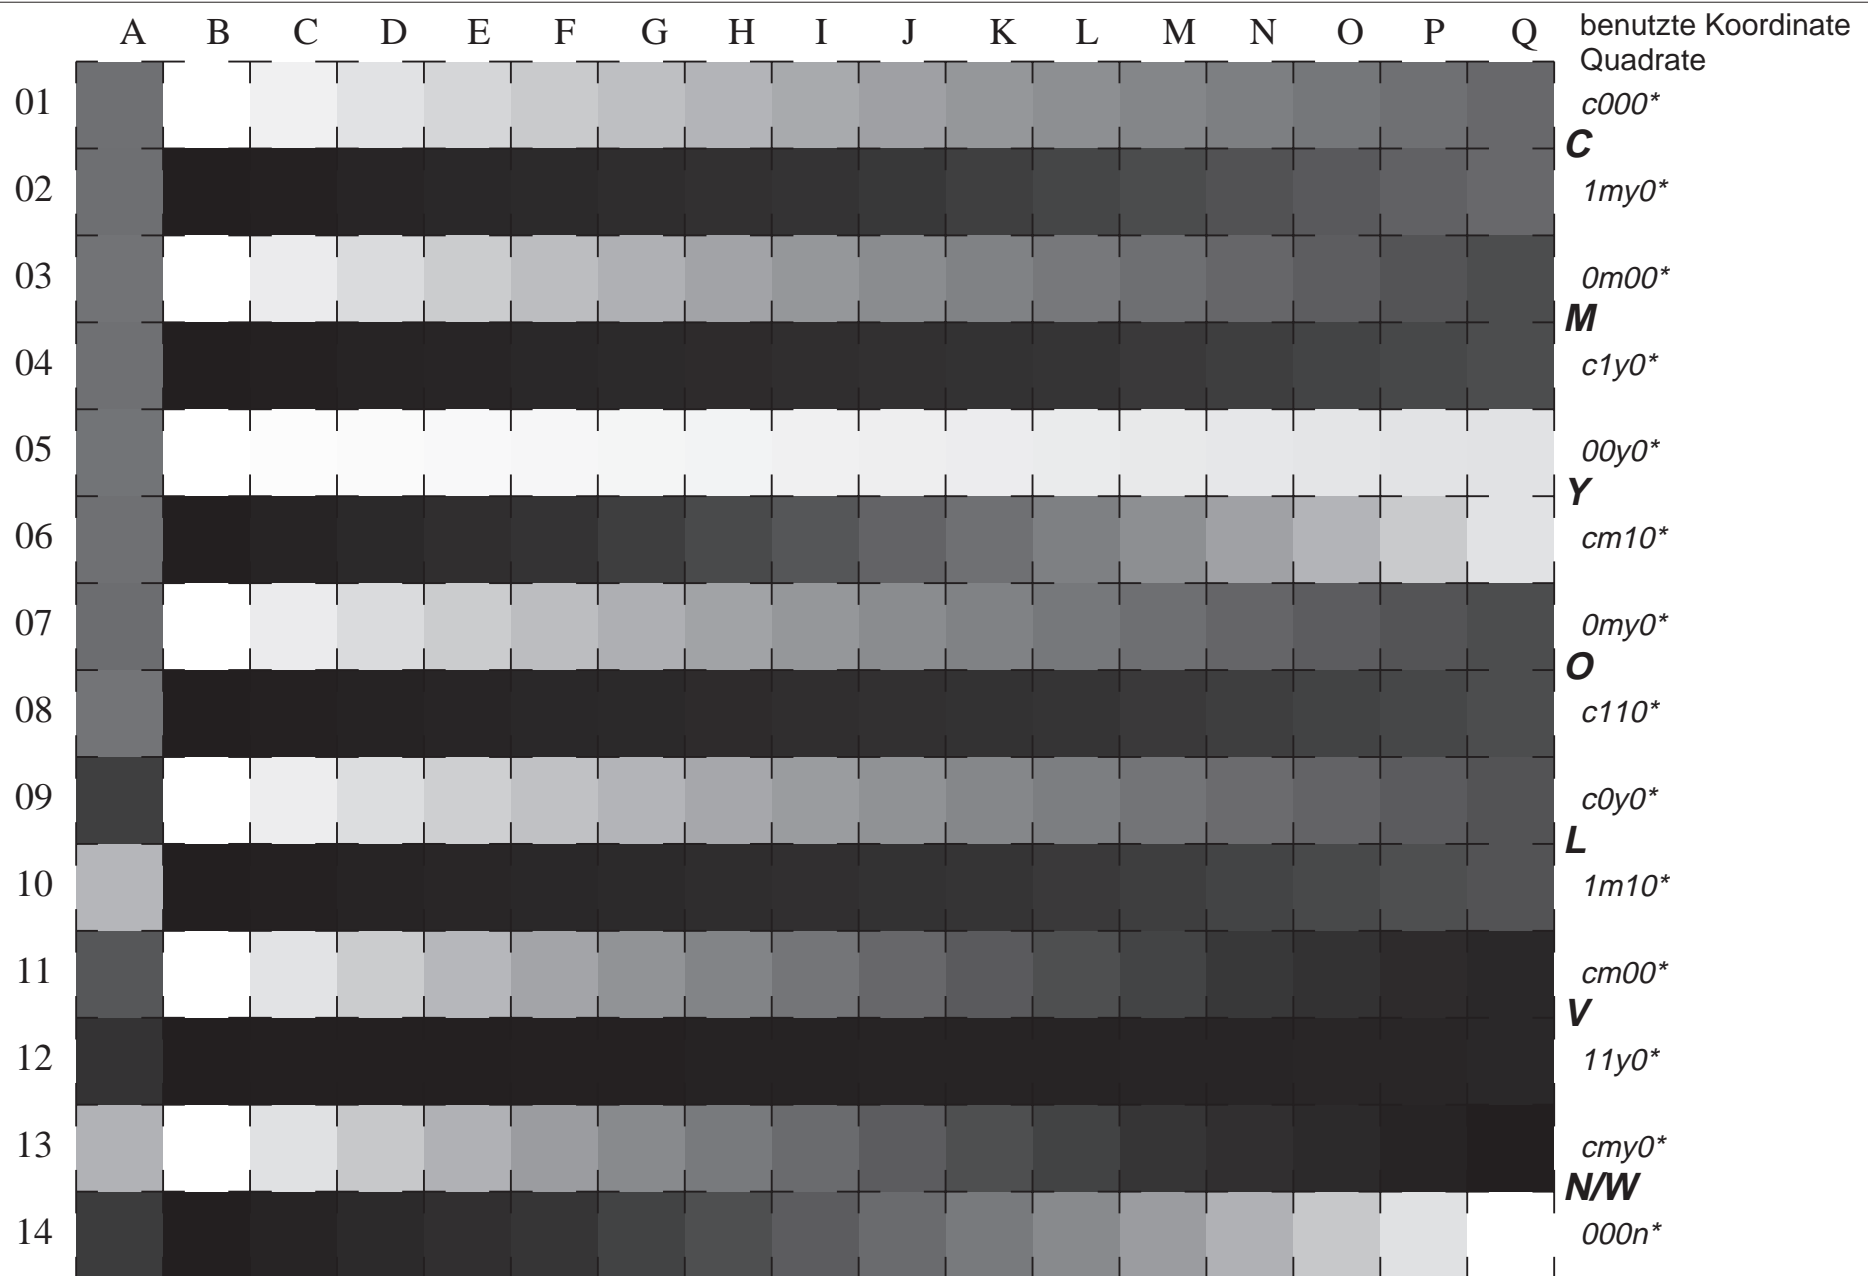 A B C D E F G H I J K L M N O P Q benutzte Koordinate
Quadrate
01 c000*
C
02 1my0*
03 0m00*
M
04 c1y0*
05 00y0*
Y
06 cm10*
07 0my0*
O
08 c110*
09 c0y0*
L
10 1m10*
11 cm00*
V
12 11y0*
13 cmy0*
N/W
14 000n*